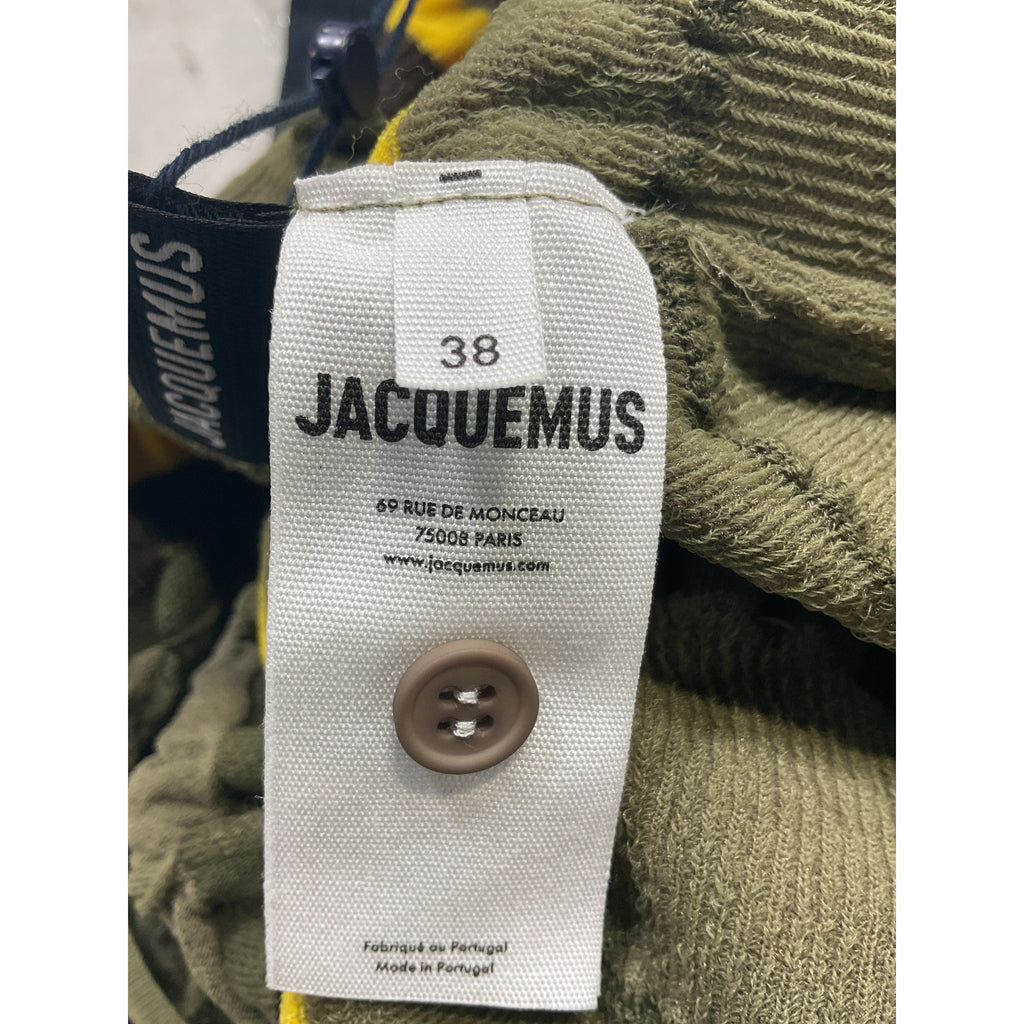 38
JACQUEMUS
69 RUE DE MONCEAU
75008 PARIS
www.jacquemus.com
Fabriqué au Portugal
Made in Portugal
JACQUEMUS